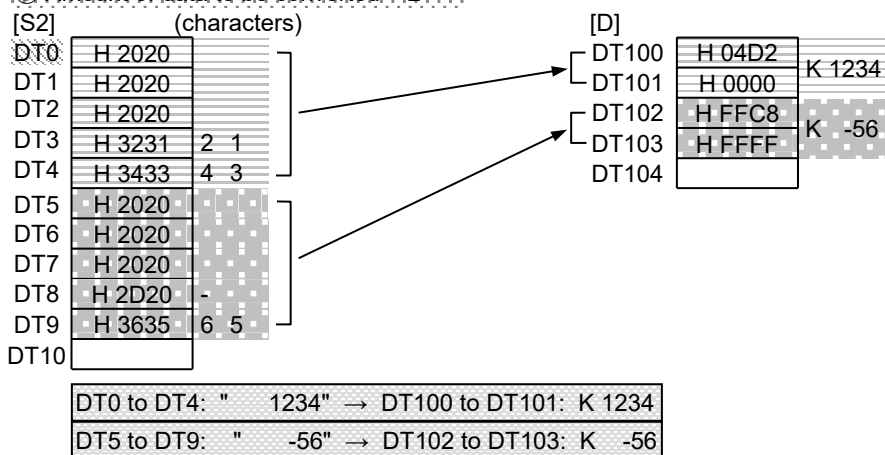 [S2] (characters) [D]
DT0 H 2020 DT100 H 04D2 K 1234
DT1 H 2020 DT101 H 0000
DT2 H 2020 DT102 H FFC8 K -56
DT3 H 3231 2 1 DT103 H FFFF
DT4 H 3433 4 3 DT104
DT5 H 2020
DT6 H 2020
DT7 H 2020
DT8 H 2D20 -
DT9 H 3635 6 5
DT10
DT0 to DT4: " 1234" → DT100 to DT101: K 1234
DT5 to DT9: " -56" → DT102 to DT103: K -56